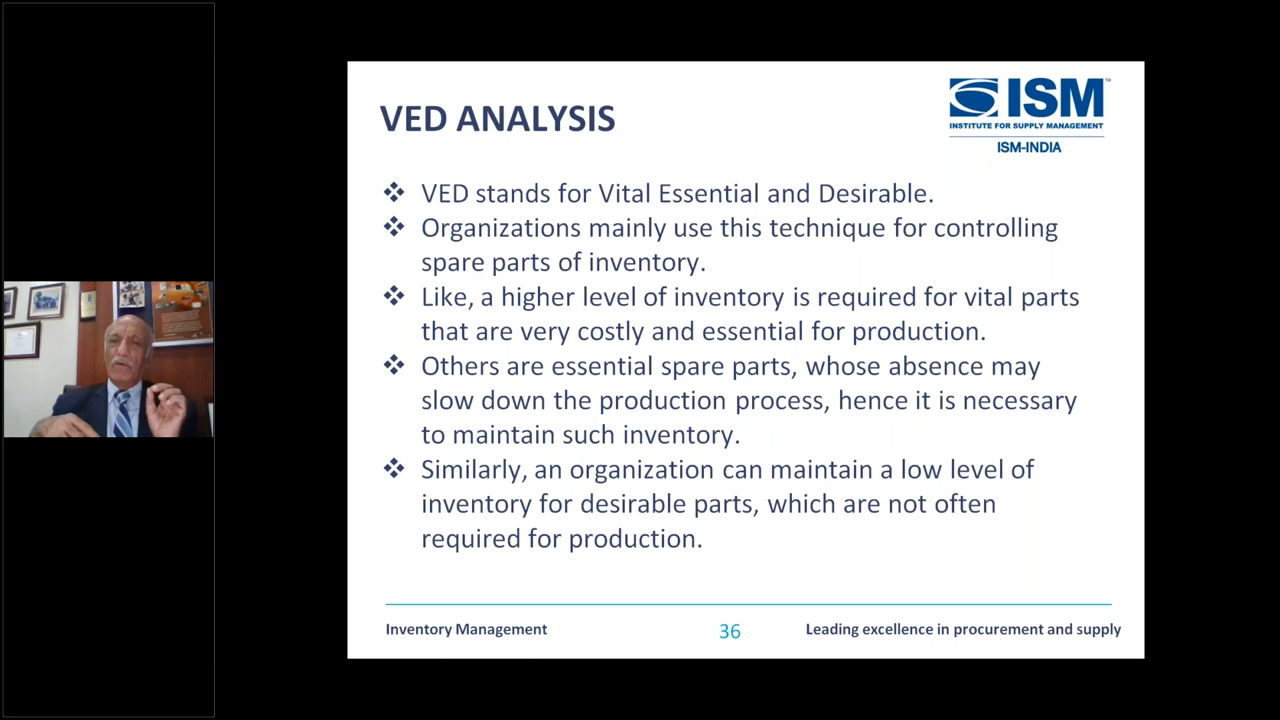 VED ANALYSIS
ISM™
INSTITUTE FOR SUPPLY MANAGEMENT
ISM-INDIA
❖ VED stands for Vital Essential and Desirable.
❖ Organizations mainly use this technique for controlling
spare parts of inventory.
❖ Like, a higher level of inventory is required for vital parts
that are very costly and essential for production.
❖ Others are essential spare parts, whose absence may
slow down the production process, hence it is necessary
to maintain such inventory.
❖ Similarly, an organization can maintain a low level of
inventory for desirable parts, which are not often
required for production.
Inventory Management
36
Leading excellence in procurement and supply